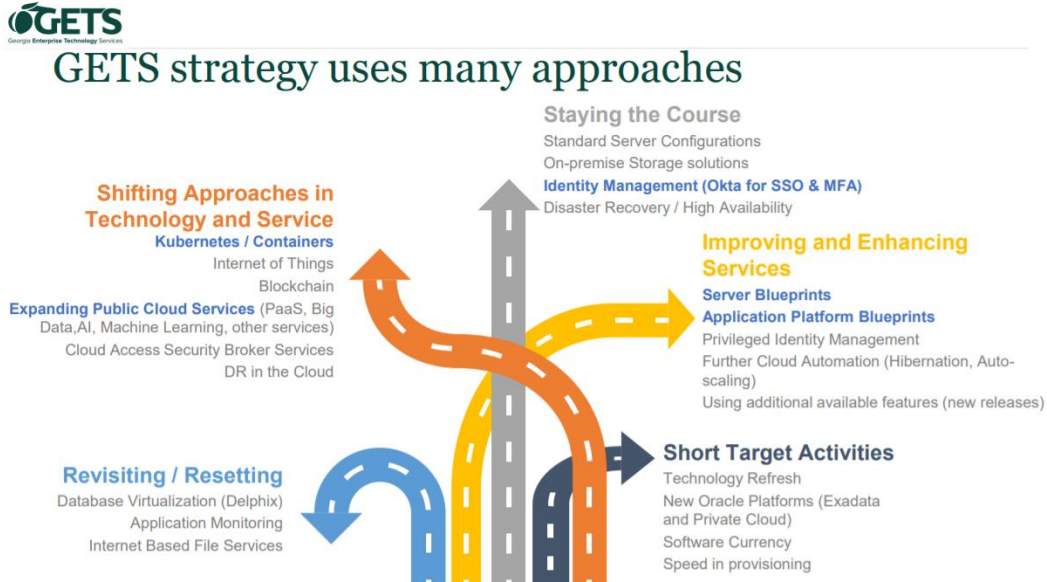 GETS
Georgia Enterprise Technology Services
GETS strategy uses many approaches
Staying the Course
Standard Server Configurations
On-premise Storage solutions
Identity Management (Okta for SSO & MFA)
Disaster Recovery / High Availability
Shifting Approaches in
Technology and Service
Kubernetes / Containers
Internet of Things
Blockchain
Expanding Public Cloud Services (PaaS, Big
Data,AI, Machine Learning, other services)
Cloud Access Security Broker Services
DR in the Cloud
Improving and Enhancing
Services
Server Blueprints
Application Platform Blueprints
Privileged Identity Management
Further Cloud Automation (Hibernation, Auto-
scaling)
Using additional available features (new releases)
Revisiting / Resetting
Database Virtualization (Delphix)
Application Monitoring
Internet Based File Services
Short Target Activities
Technology Refresh
New Oracle Platforms (Exadata
and Private Cloud)
Software Currency
Speed in provisioning